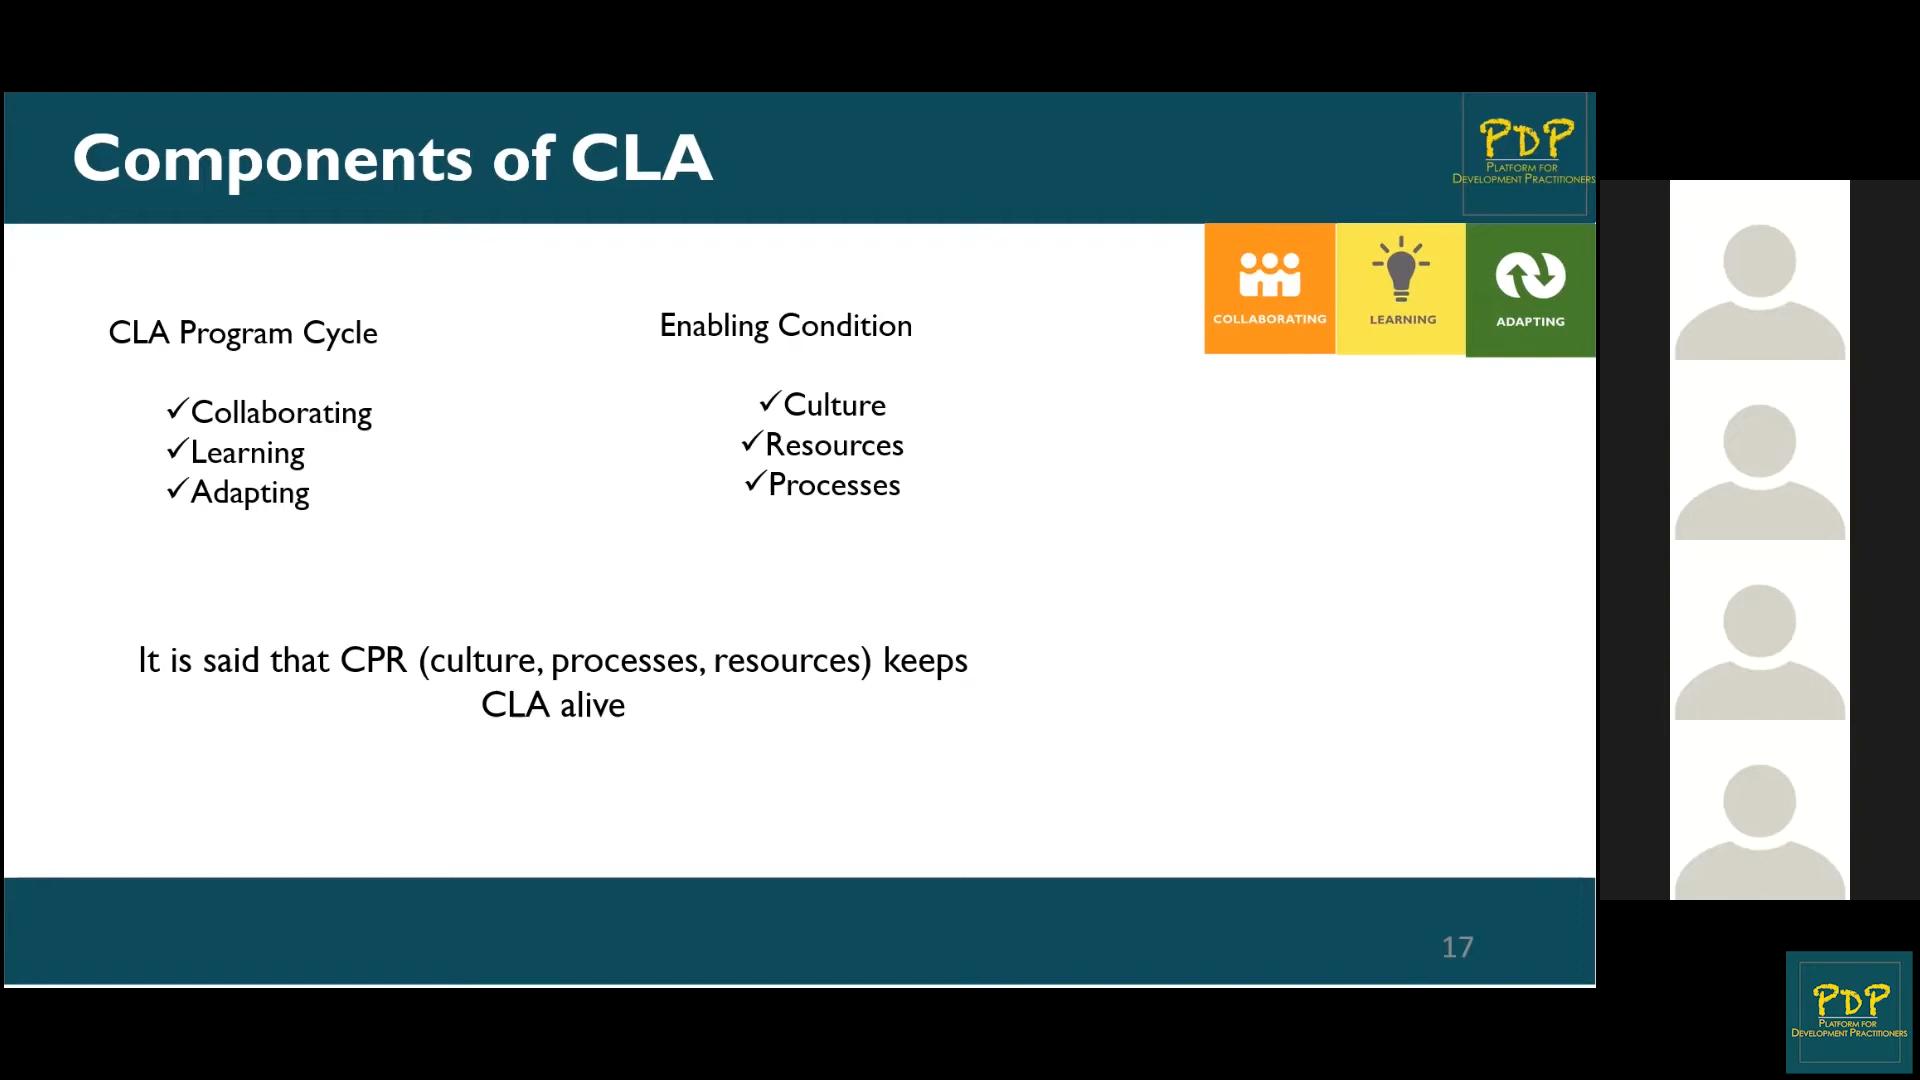 Components of CLA
PDP
PLATFORM FOR
DEVELOPMENT PRACTITIONERS
COLLABORATING
LEARNING
ADAPTING
CLA Program Cycle
✓Collaborating
✓Learning
✓Adapting
Enabling Condition
✓Culture
✓Resources
✓Processes
It is said that CPR (culture, processes, resources) keeps
CLA alive
17
PDP
PLATFORM FOR
DEVELOPMENT PRACTITIONERS